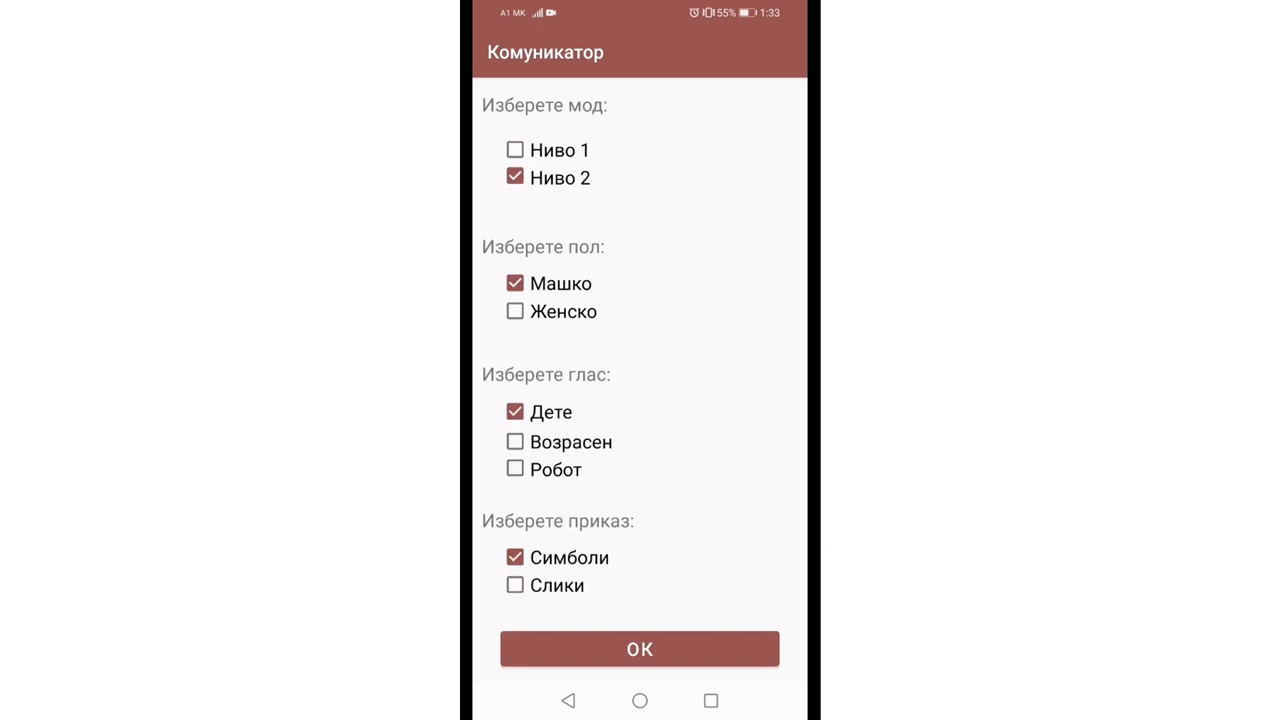 A1 MK 55% 1:33
Комуникатор
Изберете мод:
Ниво 1
Ниво 2
Изберете пол:
Машко
Женско
Изберете глас:
Дете
Возрасен
Робот
Изберете приказ:
Симболи
Слики
ОК